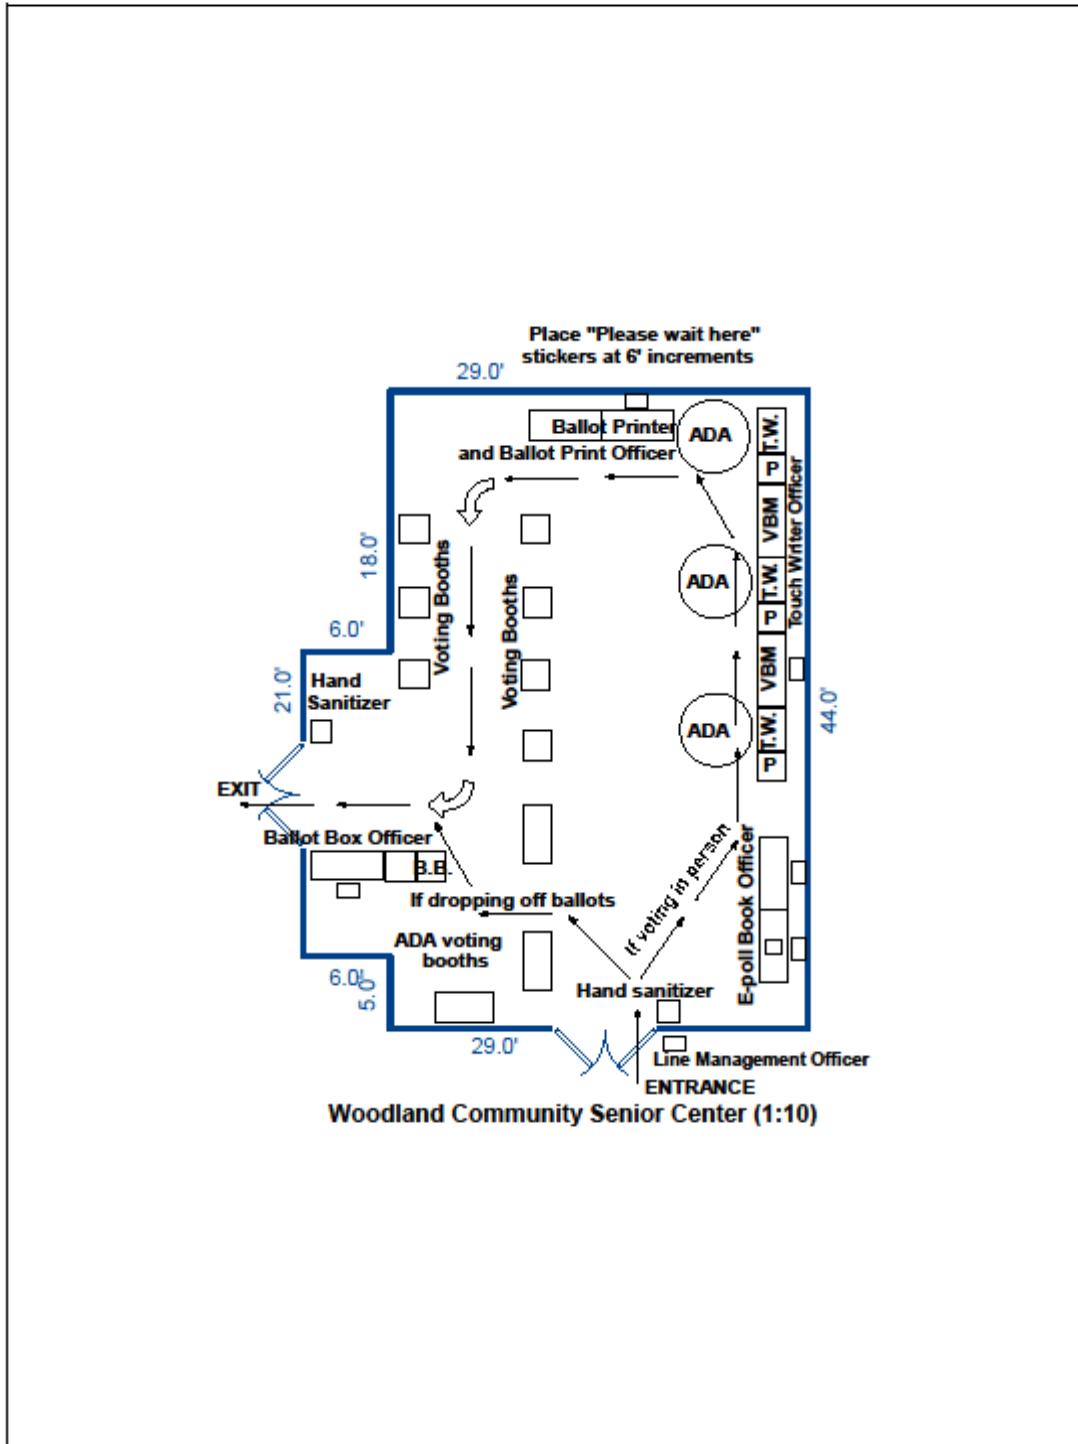 Place "Please wait here"
stickers at 6' increments
29.0'
Ballot Printer
and Ballot Print Officer
ADA
T.W.
P
VBM
T.W.
P
VBM
T.W.
P
Touch Writer Officer
ADA
ADA
18.0'
Voting Booths
Voting Booths
6.0'
21.0'
Hand
Sanitizer
44.0'
EXIT
Ballot Box Officer
B.B.
If dropping off ballots
If voting in person
E-poll Book Officer
ADA voting
booths
6.0'
5.0'
Hand sanitizer
29.0'
Line Management Officer
ENTRANCE
Woodland Community Senior Center (1:10)